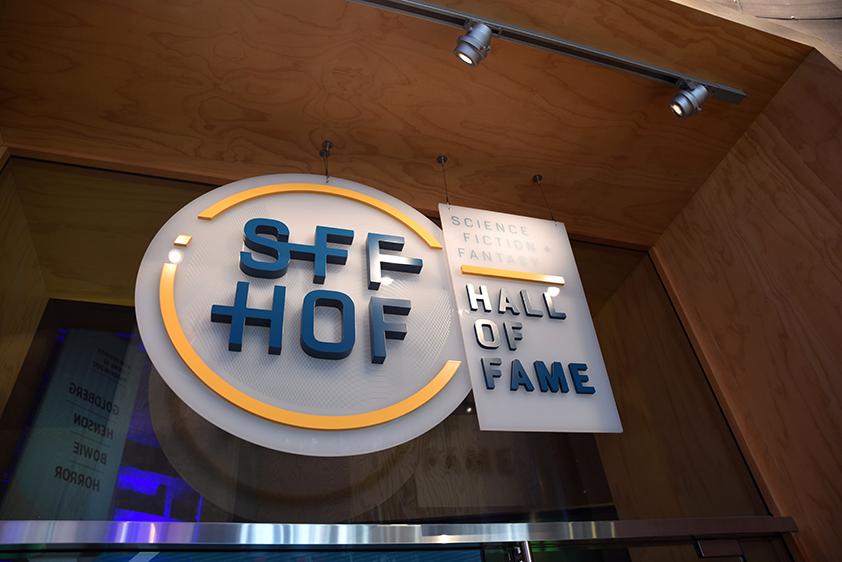 SFF
HOF
SCIENCE
FICTION +
FANTASY
HALL
OF
FAME
GOLDBERG
HENSON
BOWIE
HORROR